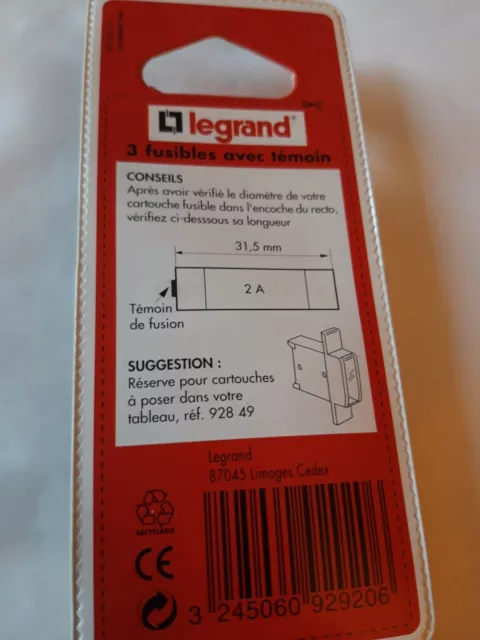 legrand®
3 fusibles avec témoin
CONSEILS
Après avoir vérifié le diamètre de votre
cartouche fusible dans l'encoche du recto,
vérifiez ci-desssous sa longueur
31,5 mm
2 A
Témoin
de fusion
SUGGESTION :
Réserve pour cartouches
à poser dans votre
tableau, réf. 928 49
Legrand
87045 Limoges Cedex
RECYCLABLE
CE
3 245060 929206